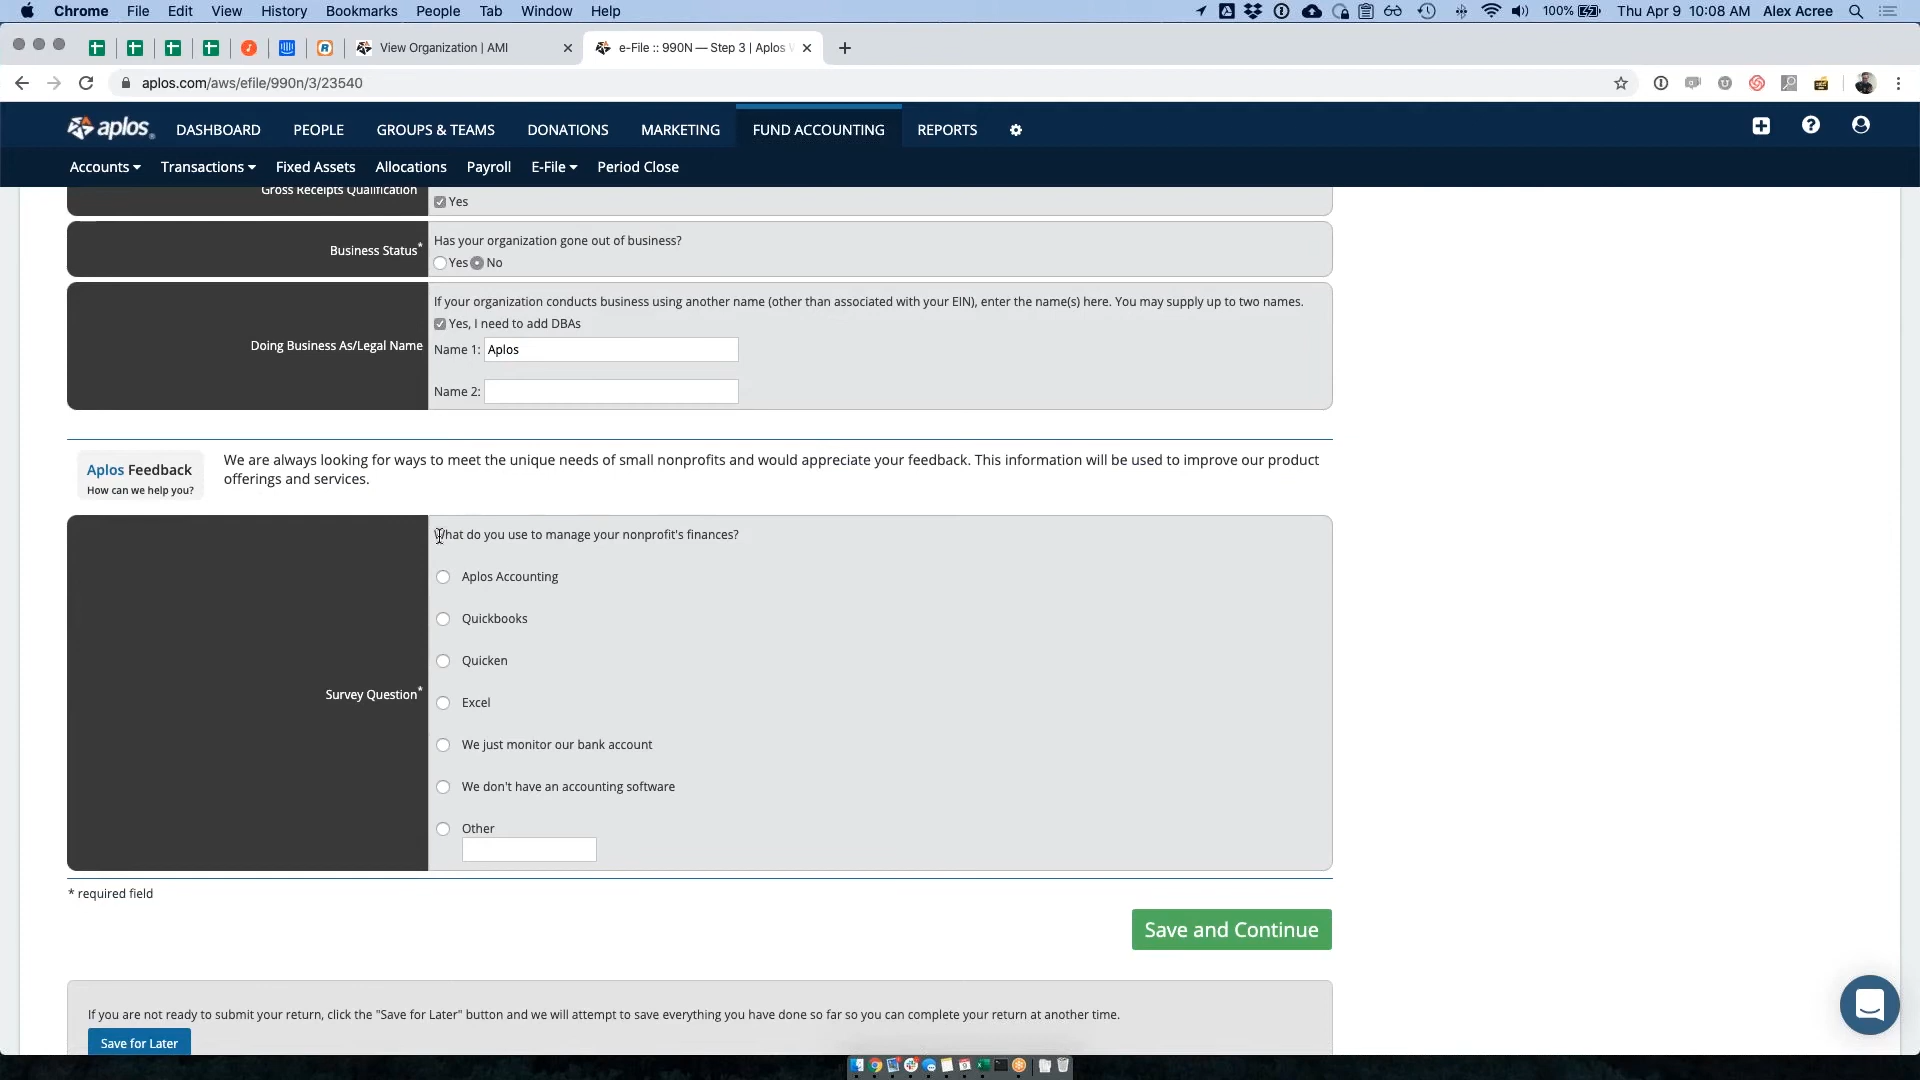 Chrome File Edit View History Bookmarks People Tab Window Help 100% Thu Apr 9 10:08 AM Alex Acree
View Organization | AMI
e-File :: 990N — Step 3 | Aplos
aplos.com/aws/efile/990n/3/23540
aplos DASHBOARD PEOPLE GROUPS & TEAMS DONATIONS MARKETING FUND ACCOUNTING REPORTS
Accounts Transactions Fixed Assets Allocations Payroll E-File Period Close
Gross Receipts Qualification
Yes
Business Status*
Has your organization gone out of business?
Yes No
Doing Business As/Legal Name
If your organization conducts business using another name (other than associated with your EIN), enter the name(s) here. You may supply up to two names.
Yes, I need to add DBAs
Name 1: Aplos
Name 2:
Aplos Feedback
How can we help you?
We are always looking for ways to meet the unique needs of small nonprofits and would appreciate your feedback. This information will be used to improve our product
offerings and services.
Survey Question*
What do you use to manage your nonprofit's finances?
Aplos Accounting
Quickbooks
Quicken
Excel
We just monitor our bank account
We don't have an accounting software
Other
* required field
Save and Continue
If you are not ready to submit your return, click the "Save for Later" button and we will attempt to save everything you have done so far so you can complete your return at another time.
Save for Later